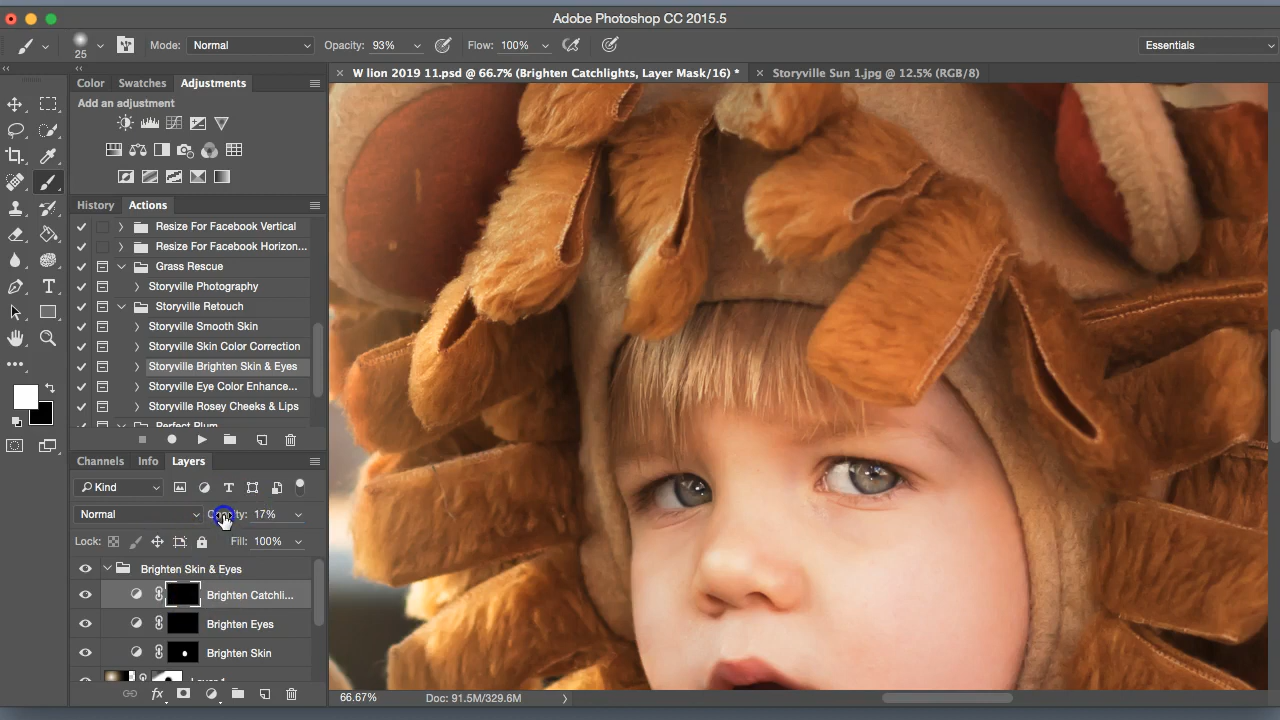 Adobe Photoshop CC 2015.5
25
Mode: Normal Opacity: 93% Flow: 100% Essentials
W lion 2019 11.psd @ 66.7% (Brighten Catchlights, Layer Mask/16) *
Storyville Sun 1.jpg @ 12.5% (RGB/8)
Color Swatches Adjustments
Add an adjustment
History Actions
Resize For Facebook Vertical
Resize For Facebook Horizon...
Grass Rescue
Storyville Photography
Storyville Retouch
Storyville Smooth Skin
Storyville Skin Color Correction
Storyville Brighten Skin & Eyes
Storyville Eye Color Enhance...
Storyville Rosey Cheeks & Lips
Perfect Plum
Channels Info Layers
Kind
Normal Opacity: 17%
Lock: Fill: 100%
Brighten Skin & Eyes
Brighten Catchli...
Brighten Eyes
Brighten Skin
Layer 1
66.67% Doc: 91.5M/329.6M